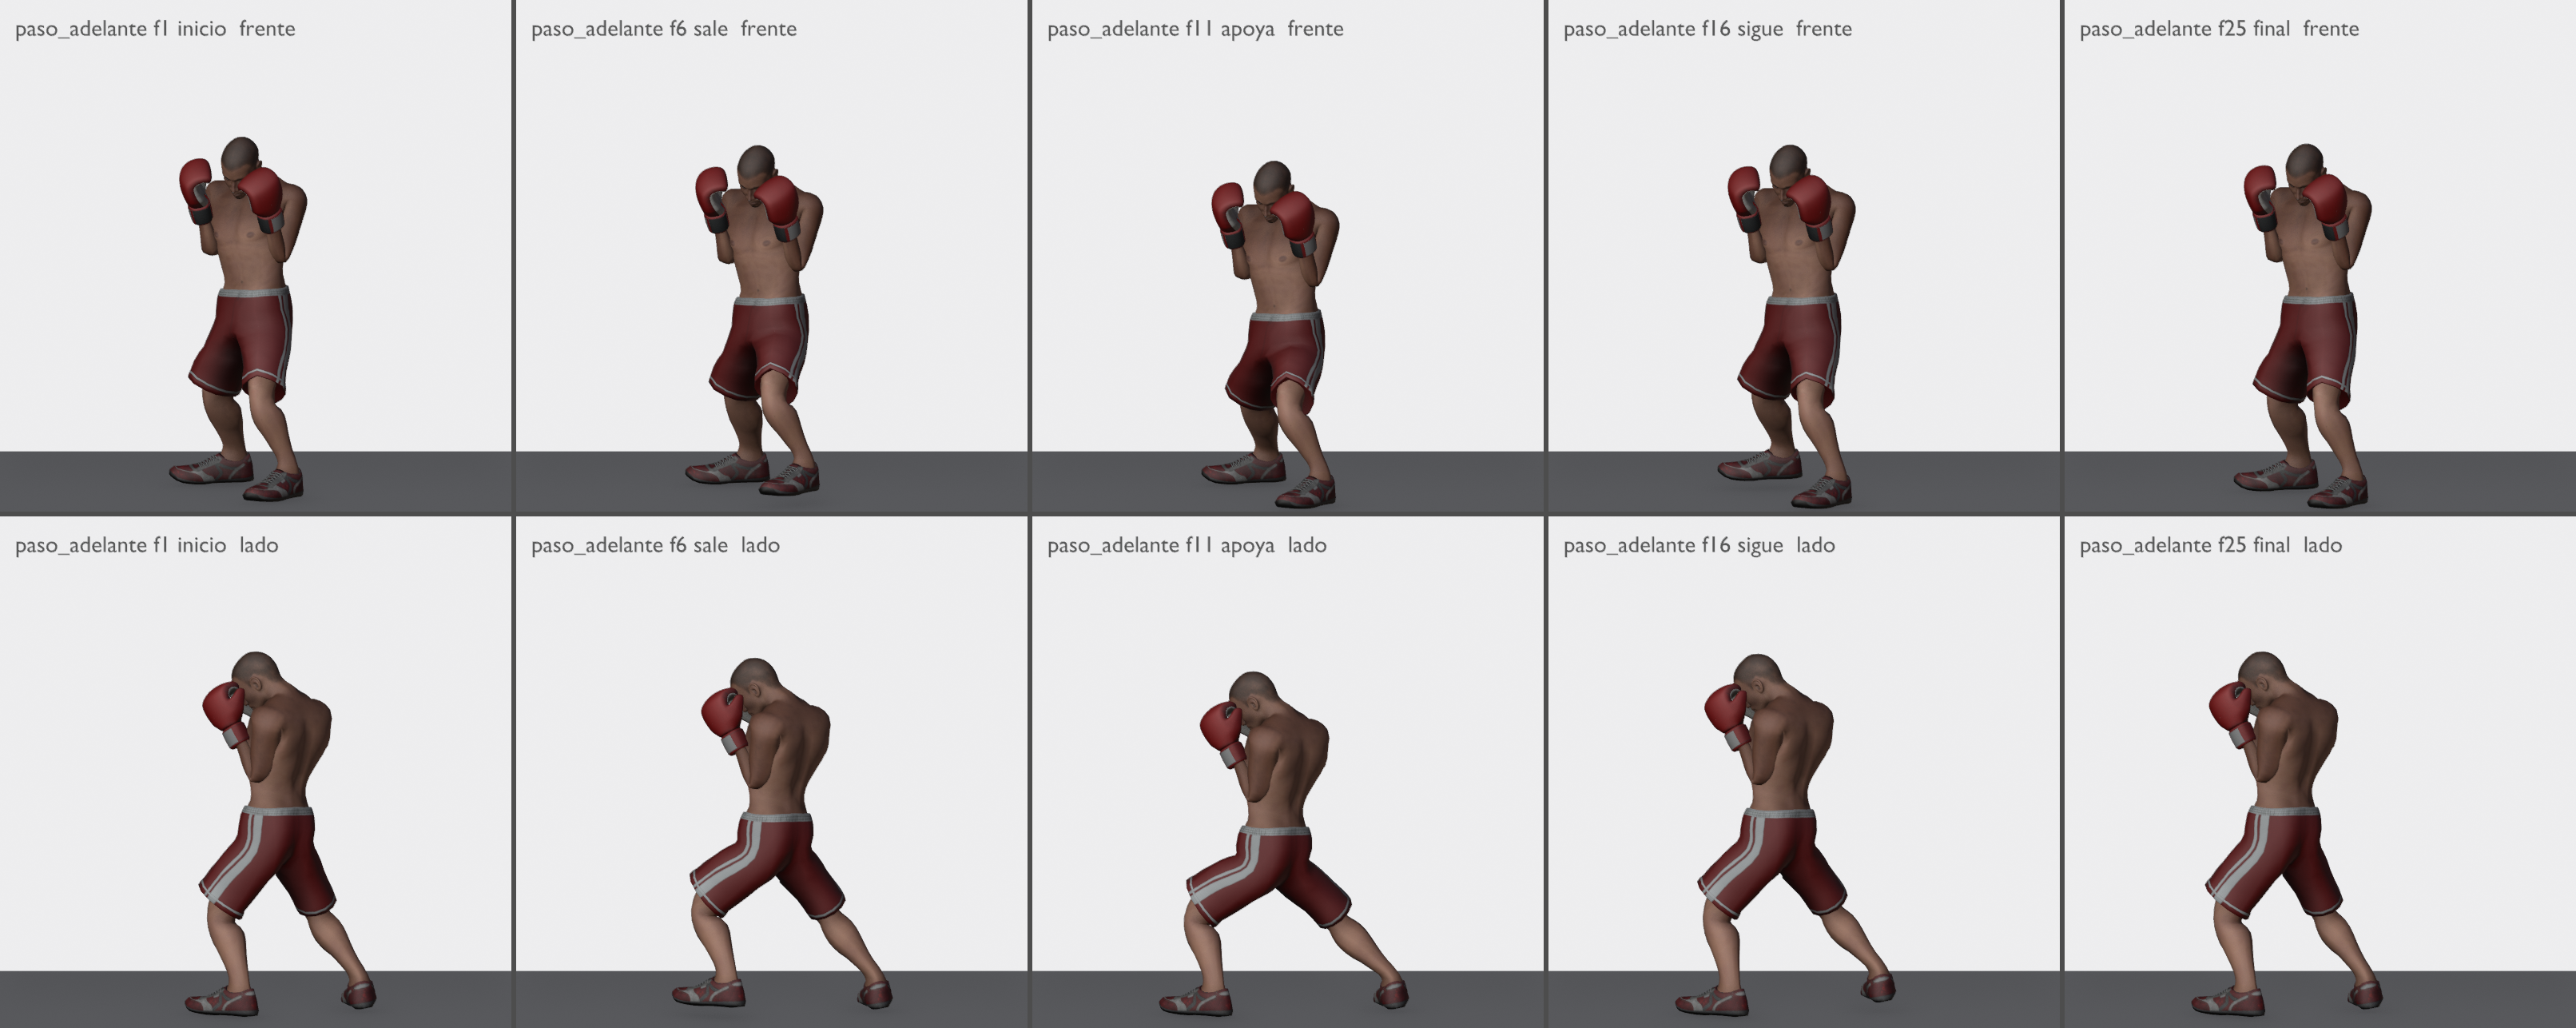 paso_adelante f1 inicio frente
paso_adelante f6 sale frente
paso_adelante f11 apoya frente
paso_adelante f16 sigue frente
paso_adelante f25 final frente
paso_adelante f1 inicio lado
paso_adelante f6 sale lado
paso_adelante f11 apoya lado
paso_adelante f16 sigue lado
paso_adelante f25 final lado